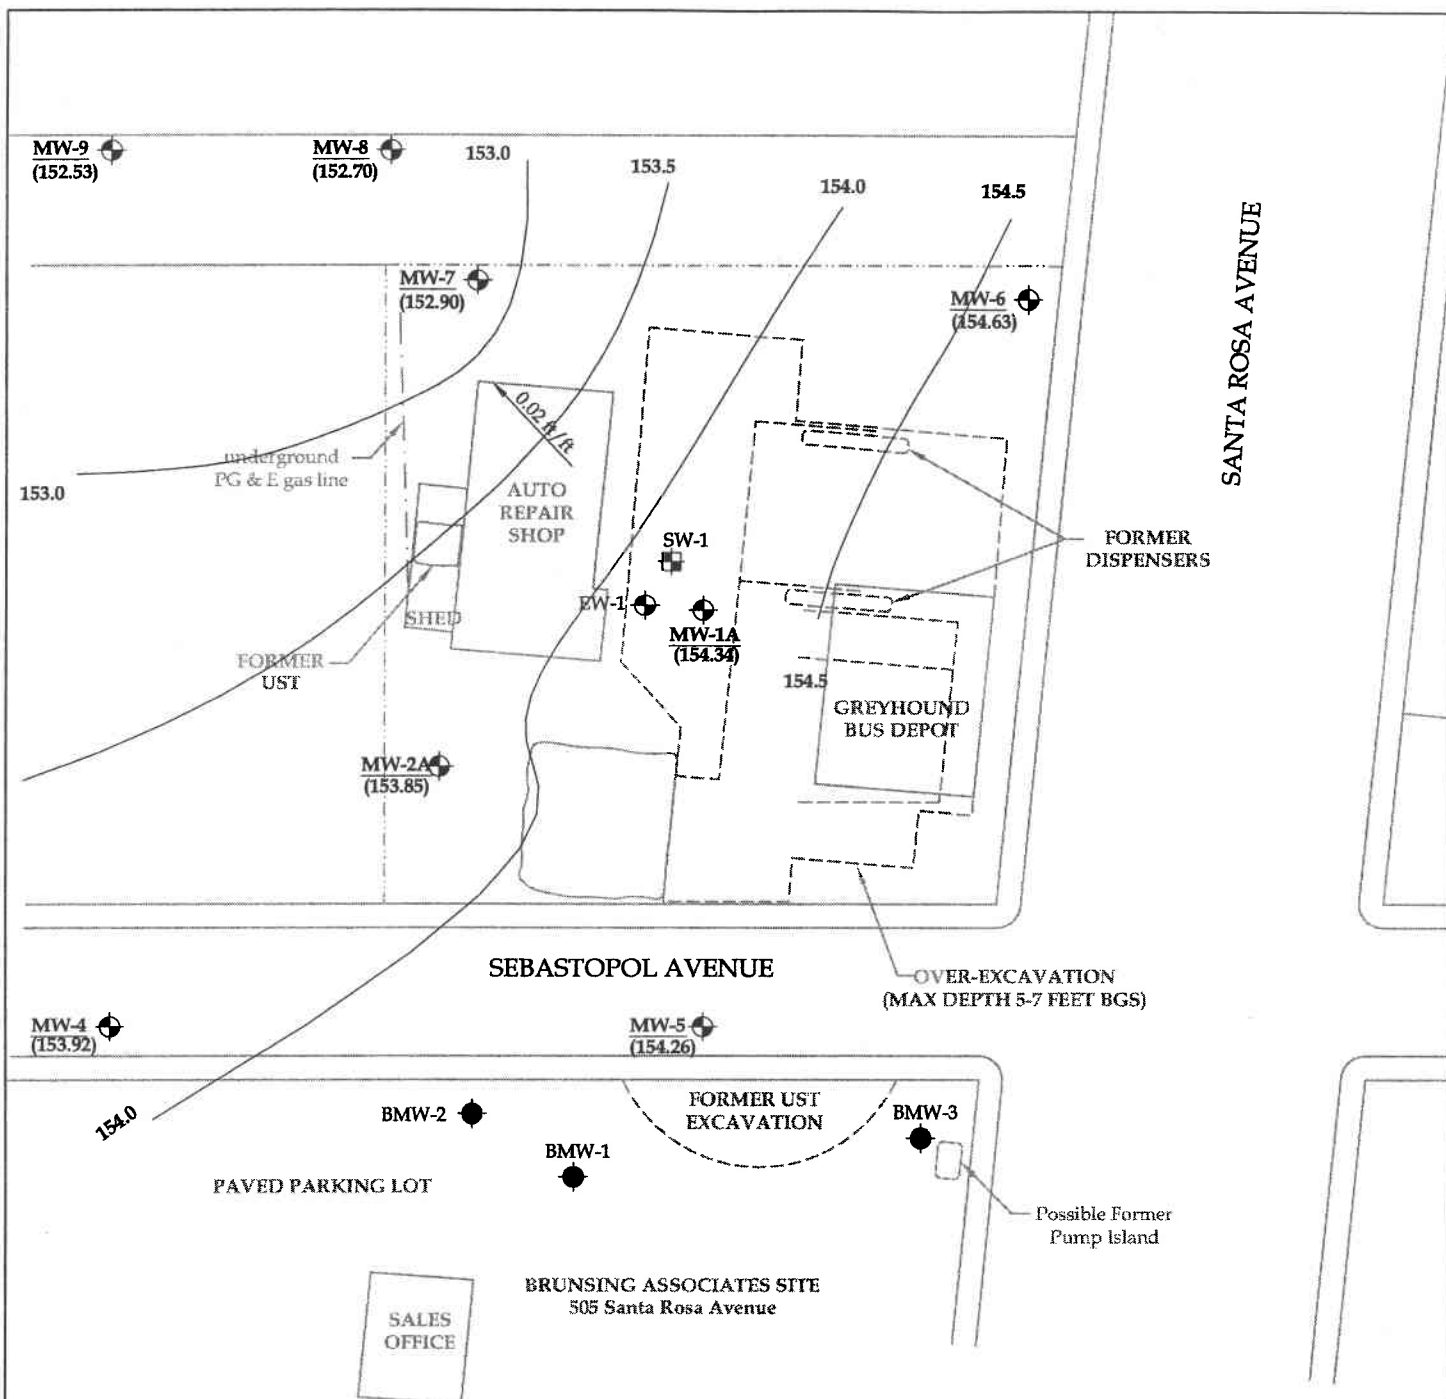 MW-9
(152.53)
MW-8
(152.70)
153.0
153.5
154.0
154.5
SANTA ROSA AVENUE
MW-7
(152.90)
MW-6
(154.63)
0.02 ft/ft
underground
PG & E gas line
153.0
AUTO
REPAIR
SHOP
SW-1
FORMER
DISPENSERS
EW-1
MW-1A
(154.34)
SHED
FORMER
UST
154.5
GREYHOUND
BUS DEPOT
MW-2A
(153.85)
SEBASTOPOL AVENUE
OVER-EXCAVATION
(MAX DEPTH 5-7 FEET BGS)
MW-4
(153.92)
MW-5
(154.26)
154.0
BMW-2
FORMER UST
EXCAVATION
BMW-3
BMW-1
PAVED PARKING LOT
Possible Former
Pump Island
BRUNSING ASSOCIATES SITE
505 Santa Rosa Avenue
SALES
OFFICE